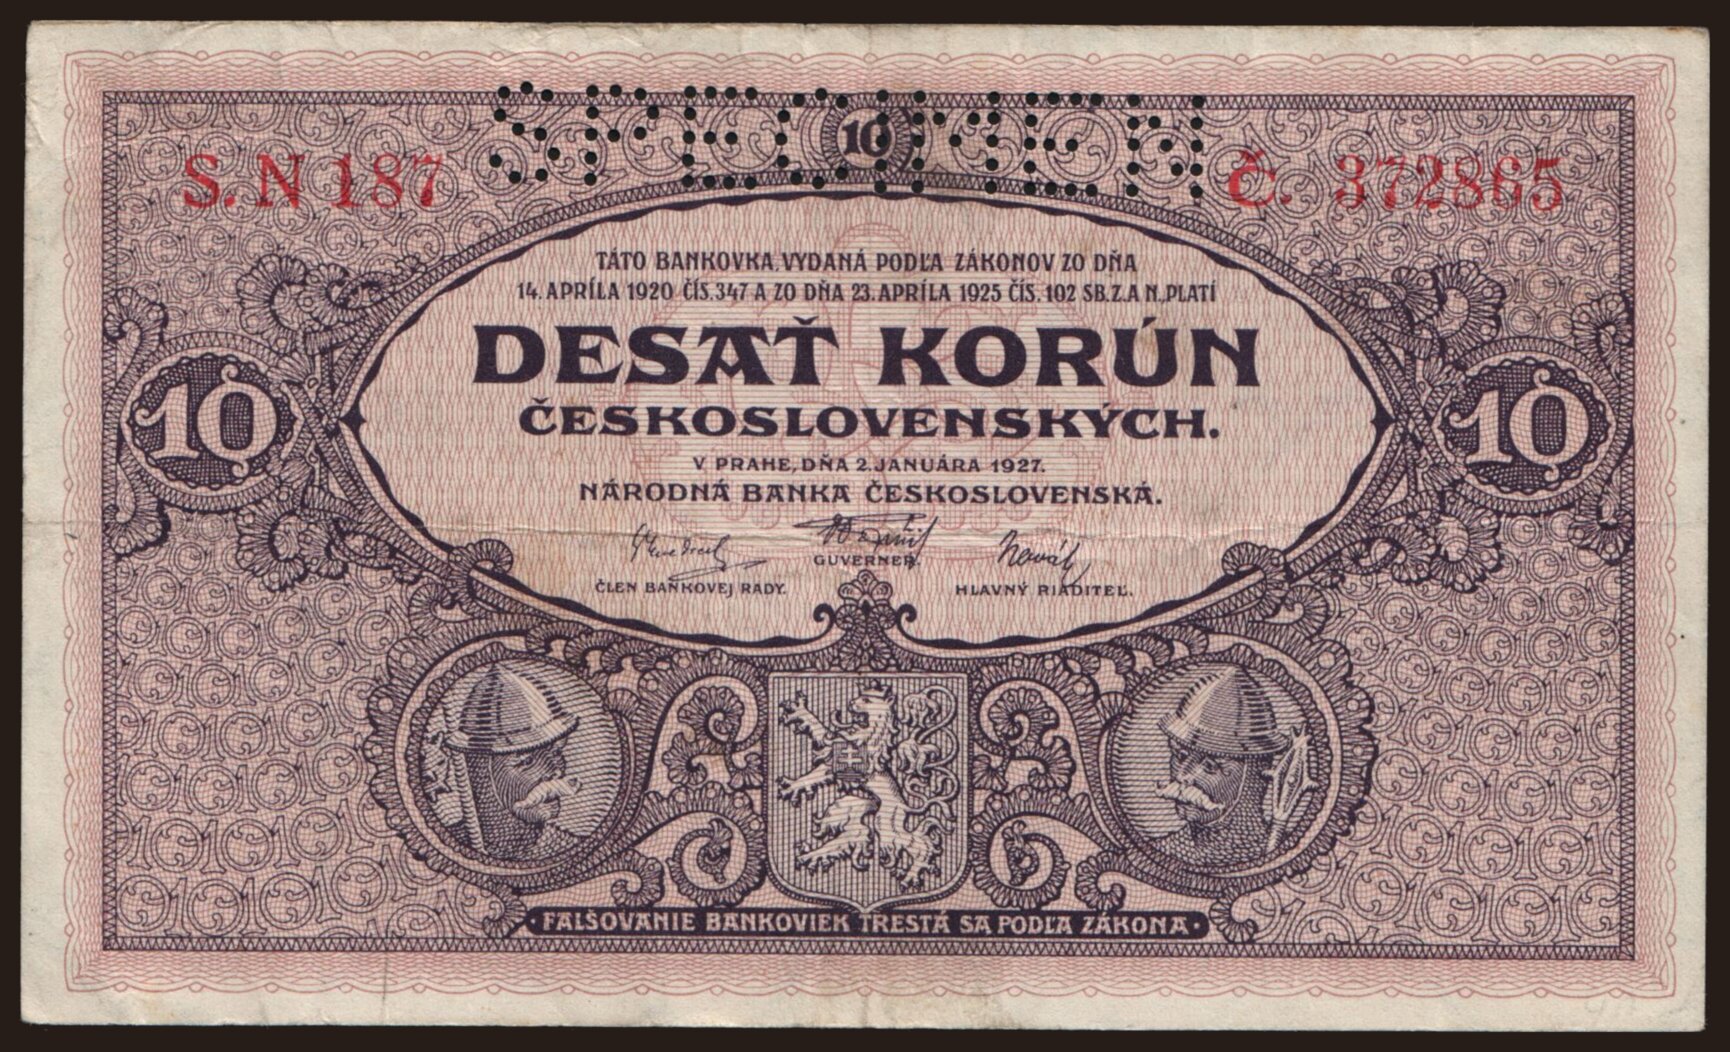 SPECIMEN
10
S. N 187
Č. 372865
TÁTO BANKOVKA, VYDANÁ PODĽA ZÁKONOV ZO DŇA
14. APRÍLA 1920 ČÍS. 347 A ZO DŇA 23. APRÍLA 1925 ČÍS. 102 SB. Z. A N., PLATÍ
DESAŤ KORÚN
ČESKOSLOVENSKÝCH.
10
10
V PRAHE, DŇA 2. JANUÁRA 1927.
NÁRODNÁ BANKA ČESKOSLOVENSKÁ.
Novák
GUVERNER.
ČLEN BANKOVEJ RADY.
HLAVNÝ RIADITEĽ.
· FALŠOVANIE BANKOVIEK TRESTÁ SA PODĽA ZÁKONA ·